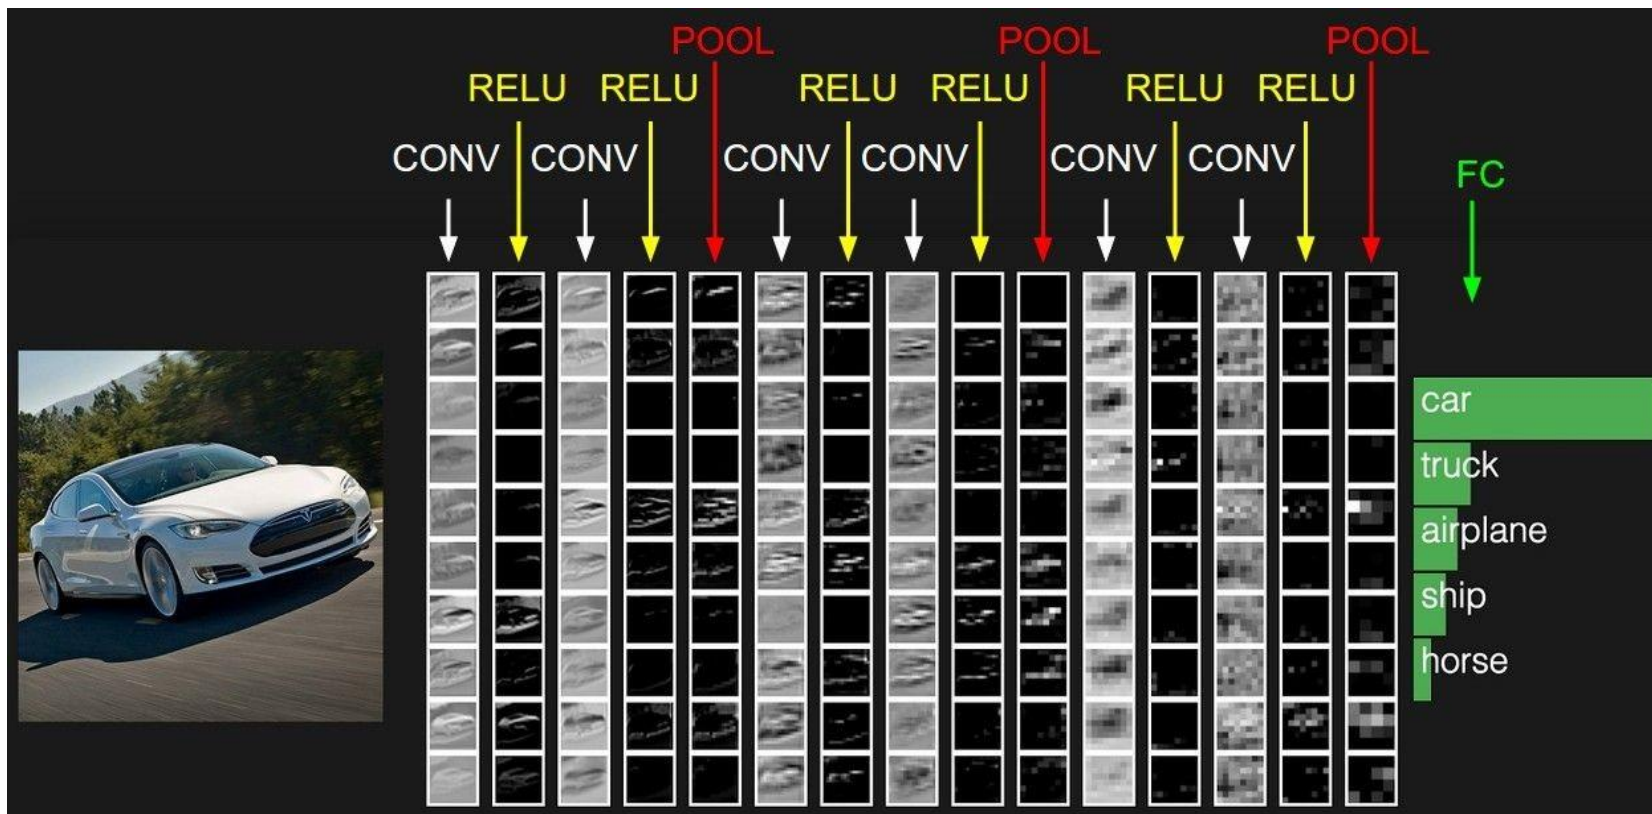 POOL POOL POOL
RELU RELU RELU RELU RELU RELU
CONV CONV CONV CONV CONV CONV
FC
car
truck
airplane
ship
horse